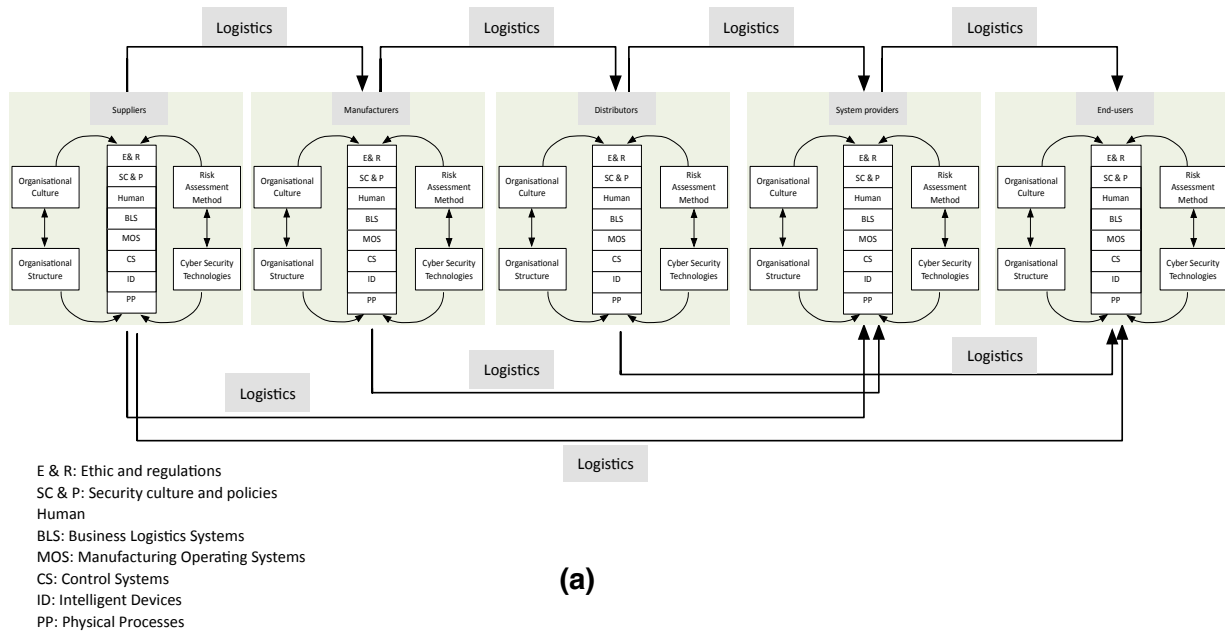 Logistics
Logistics
Logistics
Logistics
Suppliers
Organisational
Culture
Organisational
Structure
E& R
SC & P
Human
BLS
MOS
CS
ID
PP
Risk
Assessment
Method
Cyber Security
Technologies
Manufacturers
Organisational
Culture
Organisational
Structure
E& R
SC & P
Human
BLS
MOS
CS
ID
PP
Risk
Assessment
Method
Cyber Security
Technologies
Distributors
Organisational
Culture
Organisational
Structure
E& R
SC & P
Human
BLS
MOS
CS
ID
PP
Risk
Assessment
Method
Cyber Security
Technologies
System providers
Organisational
Culture
Organisational
Structure
E& R
SC & P
Human
BLS
MOS
CS
ID
PP
Risk
Assessment
Method
Cyber Security
Technologies
End-users
Organisational
Culture
Organisational
Structure
E& R
SC & P
Human
BLS
MOS
CS
ID
PP
Risk
Assessment
Method
Cyber Security
Technologies
Logistics
Logistics
Logistics
Logistics
E & R: Ethic and regulations
SC & P: Security culture and policies
Human
BLS: Business Logistics Systems
MOS: Manufacturing Operating Systems
CS: Control Systems
ID: Intelligent Devices
PP: Physical Processes
(a)